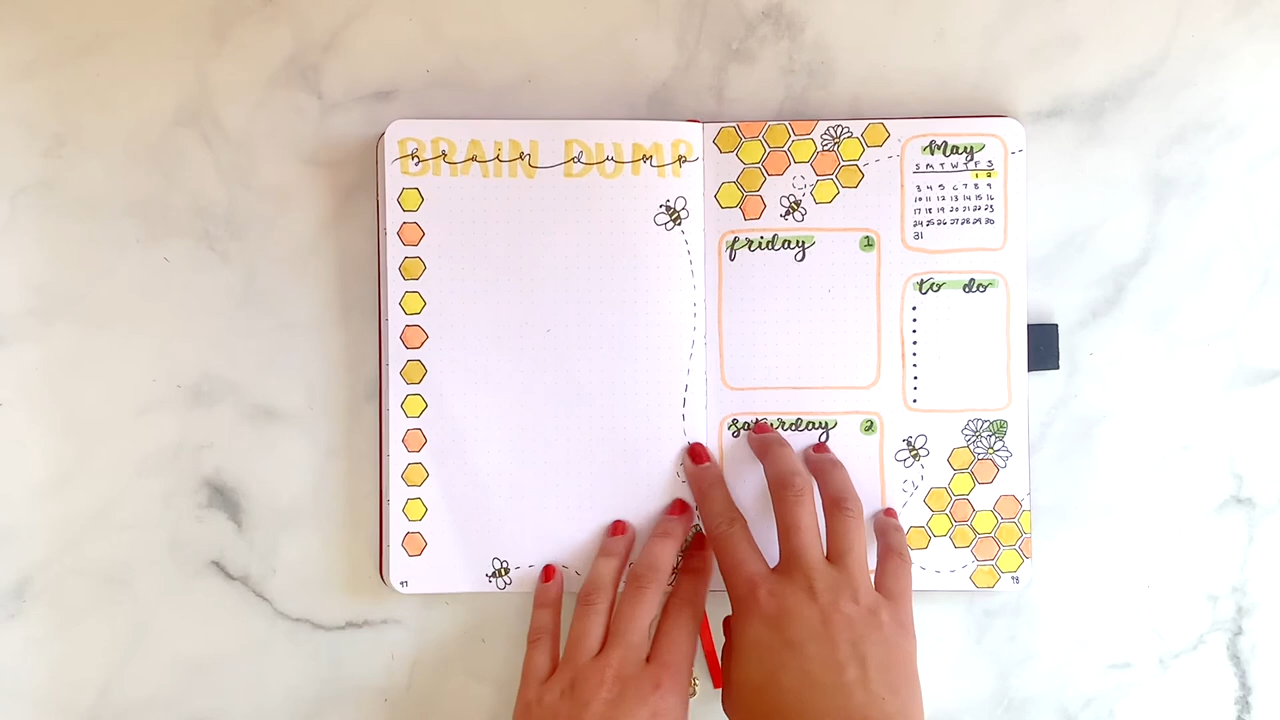 BRAIN DUMP
brain dump
97
May
S M T W T F S
1 2
3 4 5 6 7 8 9
10 11 12 13 14 15 16
17 18 19 20 21 22 23
24 25 26 27 28 29 30
31
friday 1
to do
saturday 2
98